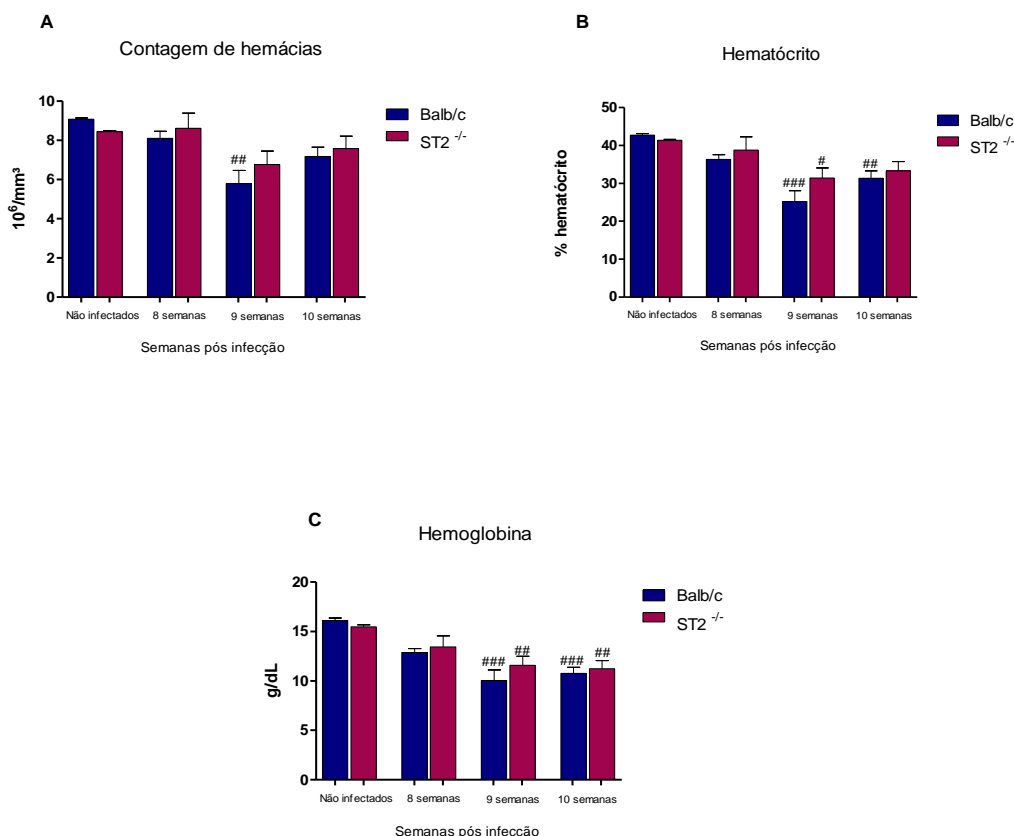 A
Contagem de hemácias
10
8
6
4
2
0
10⁶/mm³
##
Balb/c
ST2 -/-
Não infectados 8 semanas 9 semanas 10 semanas
Semanas pós infecção
B
Hematócrito
50
40
30
20
10
0
% hematócrito
### # ##
Balb/c
ST2 -/-
Não infectados 8 semanas 9 semanas 10 semanas
Semanas pós infecção
C
Hemoglobina
20
15
10
5
0
g/dL
### ## ### ##
Balb/c
ST2 -/-
Não infectados 8 semanas 9 semanas 10 semanas
Semanas pós infecção